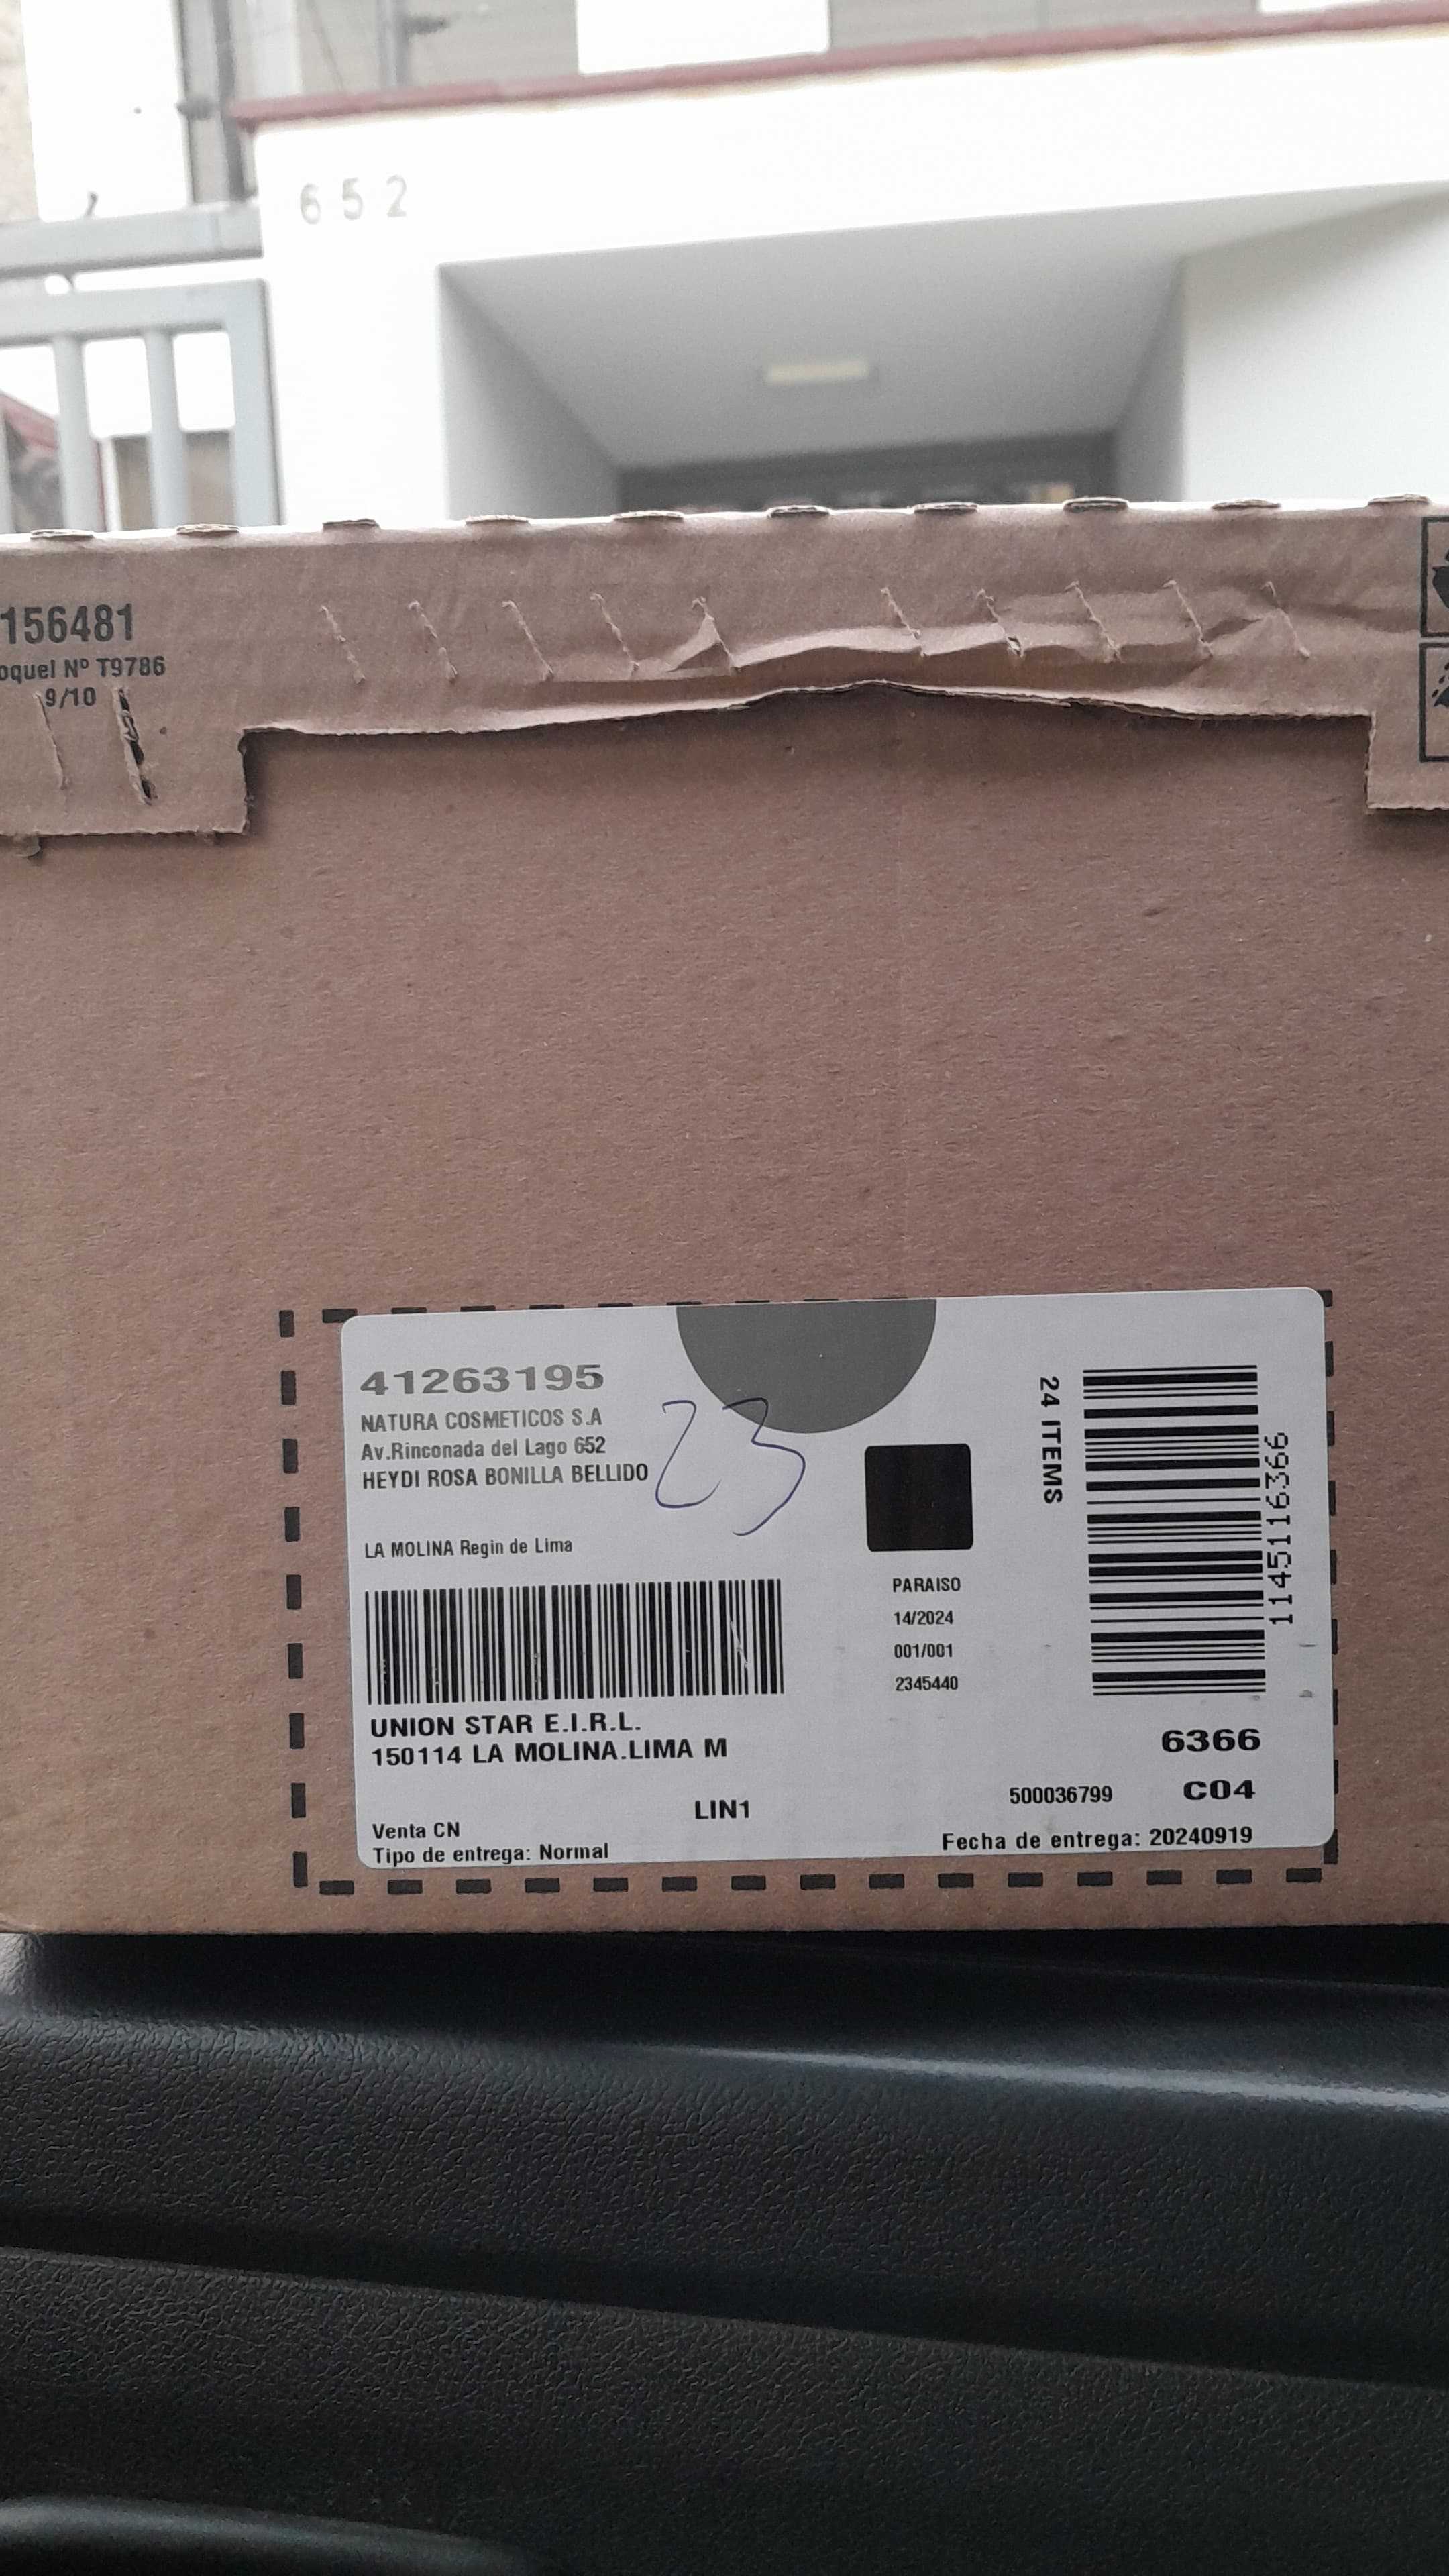 652
156481
oquel Nº T9786
9/10
41263195
NATURA COSMETICOS S.A
Av.Rinconada del Lago 652
HEYDI ROSA BONILLA BELLIDO
23
LA MOLINA Regin de Lima
24 ITEMS
1145116366
PARAISO
14/2024
001/001
2345440
UNION STAR E.I.R.L.
150114 LA MOLINA.LIMA M
6366
LIN1
500036799
C04
Venta CN
Tipo de entrega: Normal
Fecha de entrega: 20240919